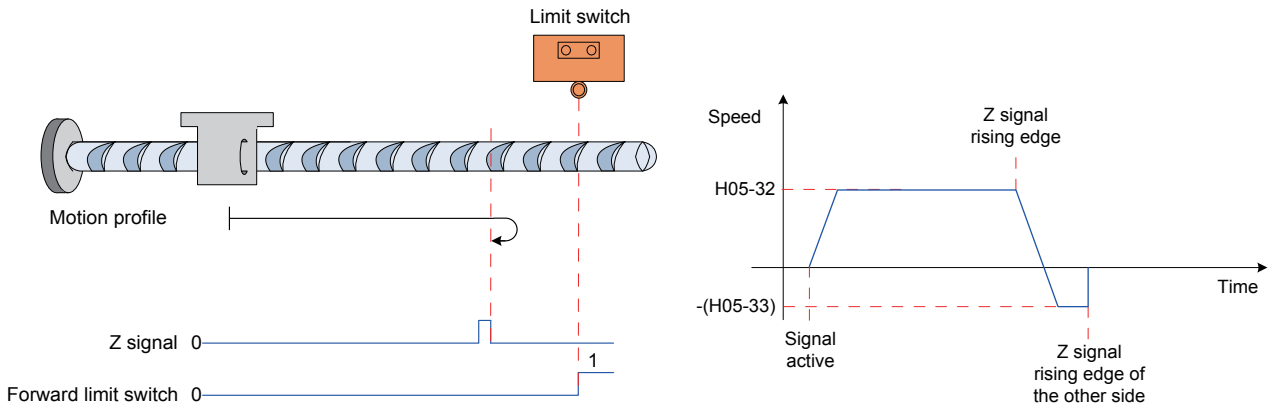 Limit switch
Motion profile
Z signal 0
1
Forward limit switch 0
Speed
Z signal
rising edge
H05-32
Time
-(H05-33)
Signal
active
Z signal
rising edge of
the other side